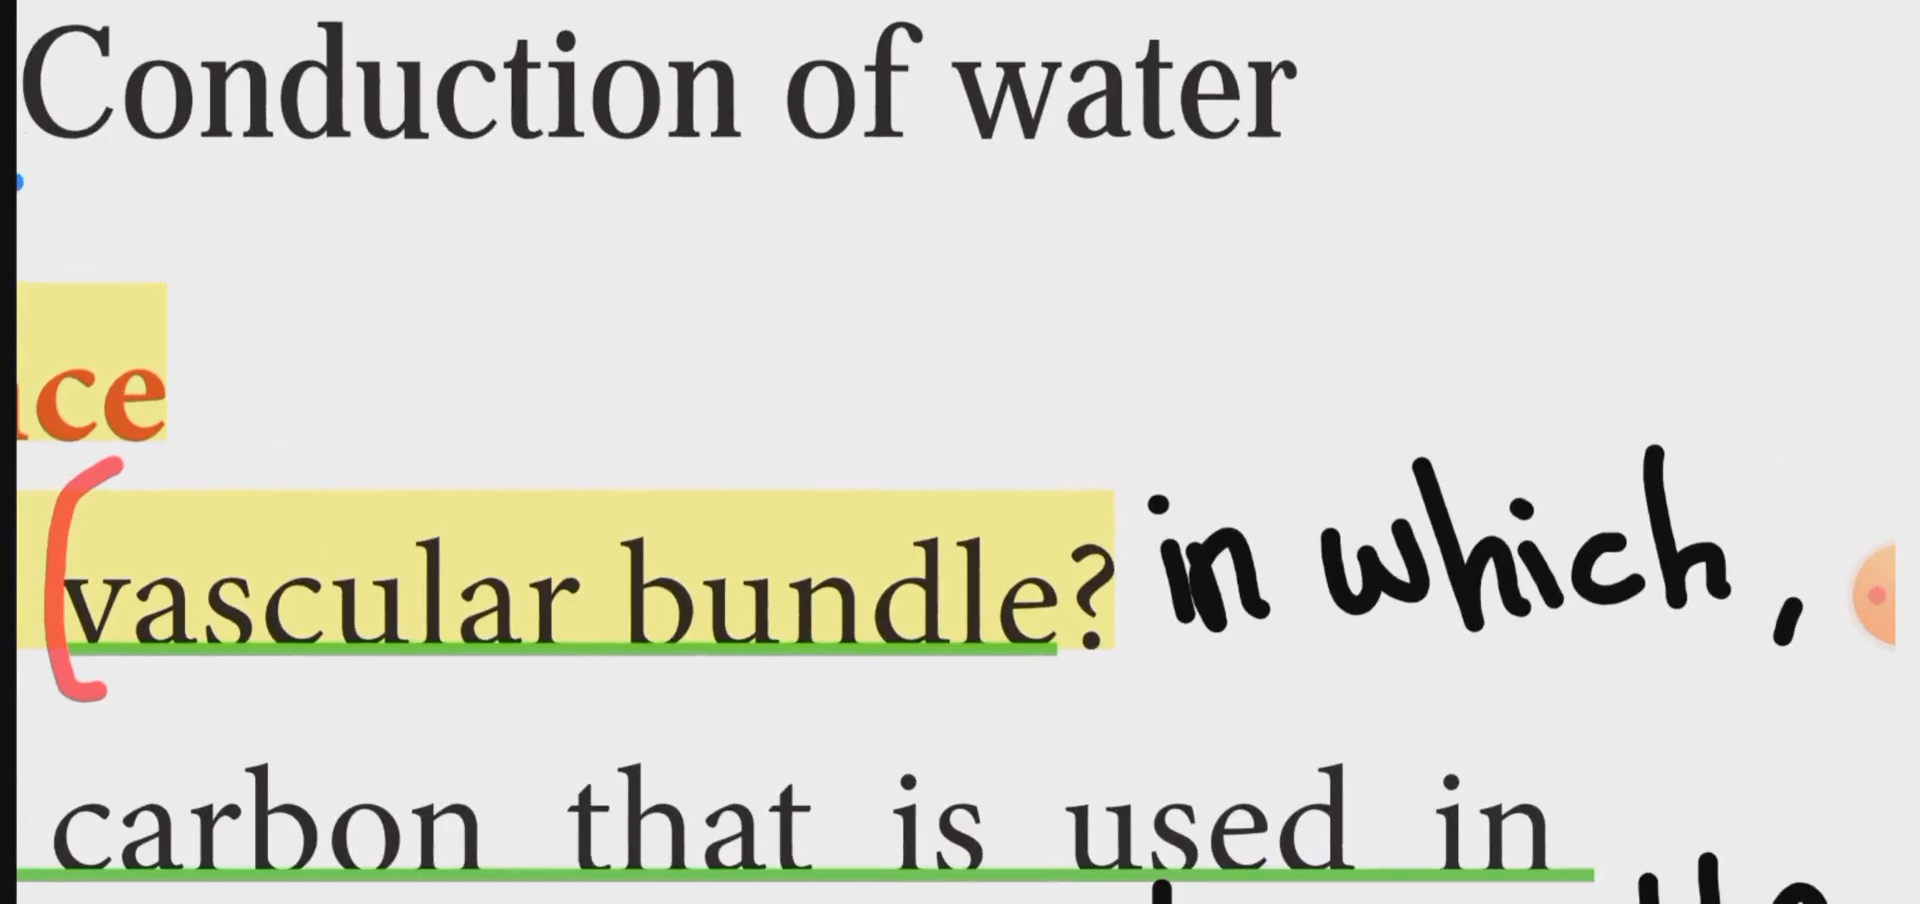 Conduction of water
ce
vascular bundle? in which,
carbon that is used in